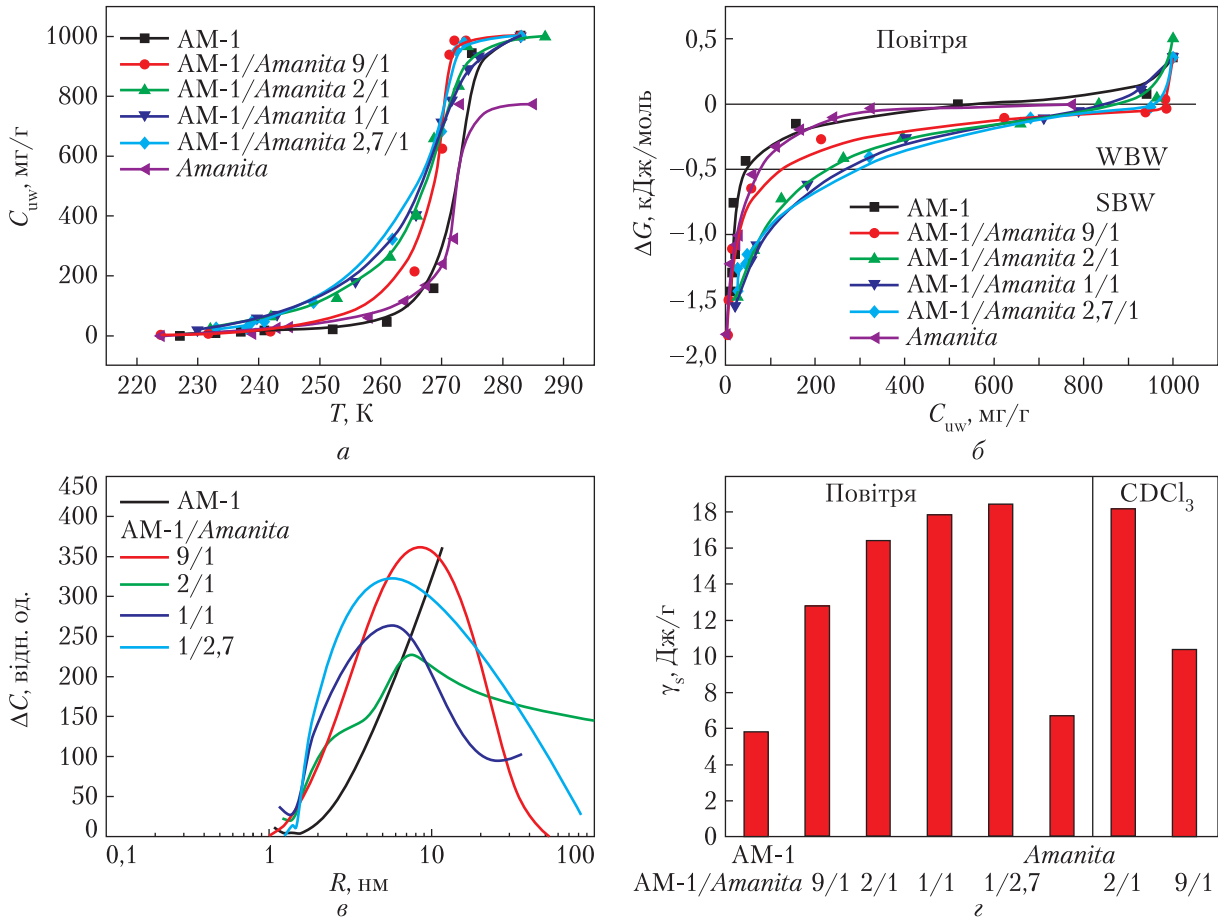 1000
800
600
400
200
0
C uw, мг/г
AM-1
AM-1/Amanita 9/1
AM-1/Amanita 2/1
AM-1/Amanita 1/1
AM-1/Amanita 2,7/1
Amanita
220 230 240 250 260 270 280 290
T, К
а
0,5
0
−0,5
−1,0
−1,5
−2,0
ΔG, кДж/моль
Повітря
WBW
SBW
AM-1
AM-1/Amanita 9/1
AM-1/Amanita 2/1
AM-1/Amanita 1/1
AM-1/Amanita 2,7/1
Amanita
0 200 400 600 800 1000
C uw, мг/г
б
450
400
350
300
250
200
150
100
50
0
ΔC, відн. од.
AM-1
AM-1/Amanita
9/1
2/1
1/1
1/2,7
0,1 1 10 100
R, нм
в
18
16
14
12
10
8
6
4
2
0
γs, Дж/г
Повітря CDCl3
AM-1 Amanita
AM-1/Amanita 9/1 2/1 1/1 1/2,7 2/1 9/1
г